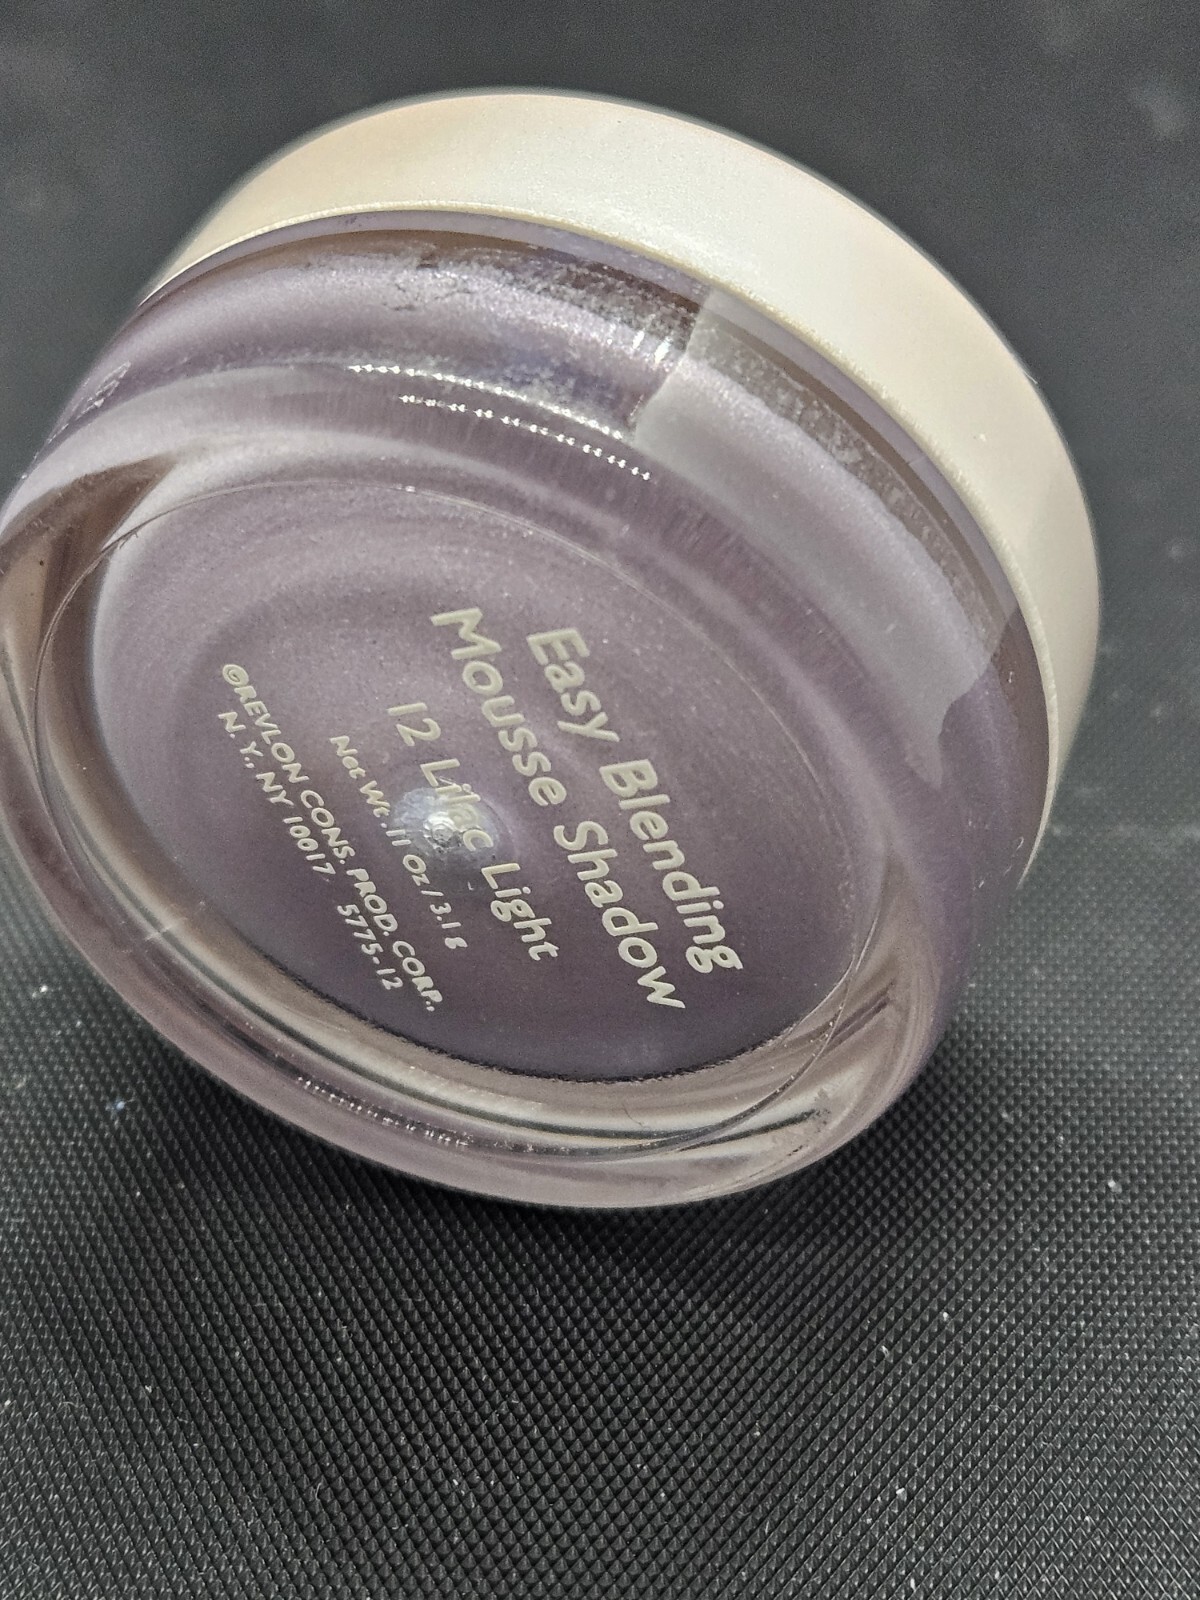 Easy Blending
Mousse Shadow
12 Lilac Light
Net Wt. .11 Oz/3.1g
©REVLON CONS. PROD. CORP.,
N.Y., NY 10017 5775-12